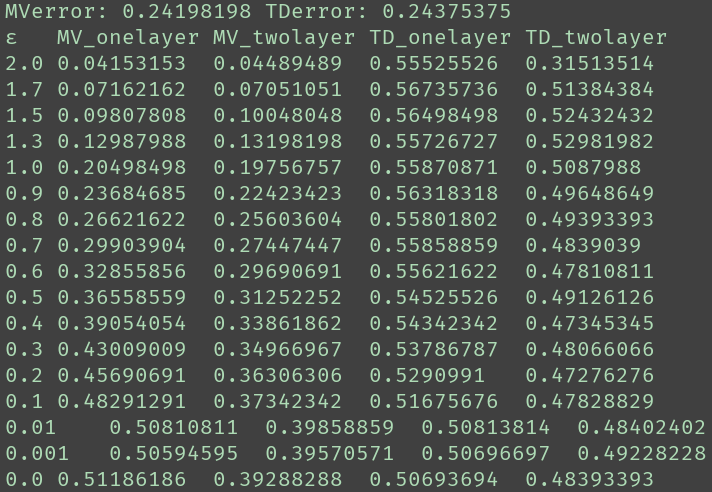 MVerror: 0.24198198 TDerror: 0.24375375
ε MV_onelayer MV_twolayer TD_onelayer TD_twolayer
2.0 0.04153153 0.04489489 0.55525526 0.31513514
1.7 0.07162162 0.07051051 0.56735736 0.51384384
1.5 0.09807808 0.10048048 0.56498498 0.52432432
1.3 0.12987988 0.13198198 0.55726727 0.52981982
1.0 0.20498498 0.19756757 0.55870871 0.5087988
0.9 0.23684685 0.22423423 0.56318318 0.49648649
0.8 0.26621622 0.25603604 0.55801802 0.49393393
0.7 0.29903904 0.27447447 0.55858859 0.4839039
0.6 0.32855856 0.29690691 0.55621622 0.47810811
0.5 0.36558559 0.31252252 0.54525526 0.49126126
0.4 0.39054054 0.33861862 0.54342342 0.47345345
0.3 0.43009009 0.34966967 0.53786787 0.48066066
0.2 0.45690691 0.36306306 0.5290991 0.47276276
0.1 0.48291291 0.37342342 0.51675676 0.47828829
0.01 0.50810811 0.39858859 0.50813814 0.48402402
0.001 0.50594595 0.39570571 0.50696697 0.49228228
0.0 0.51186186 0.39288288 0.50693694 0.48393393